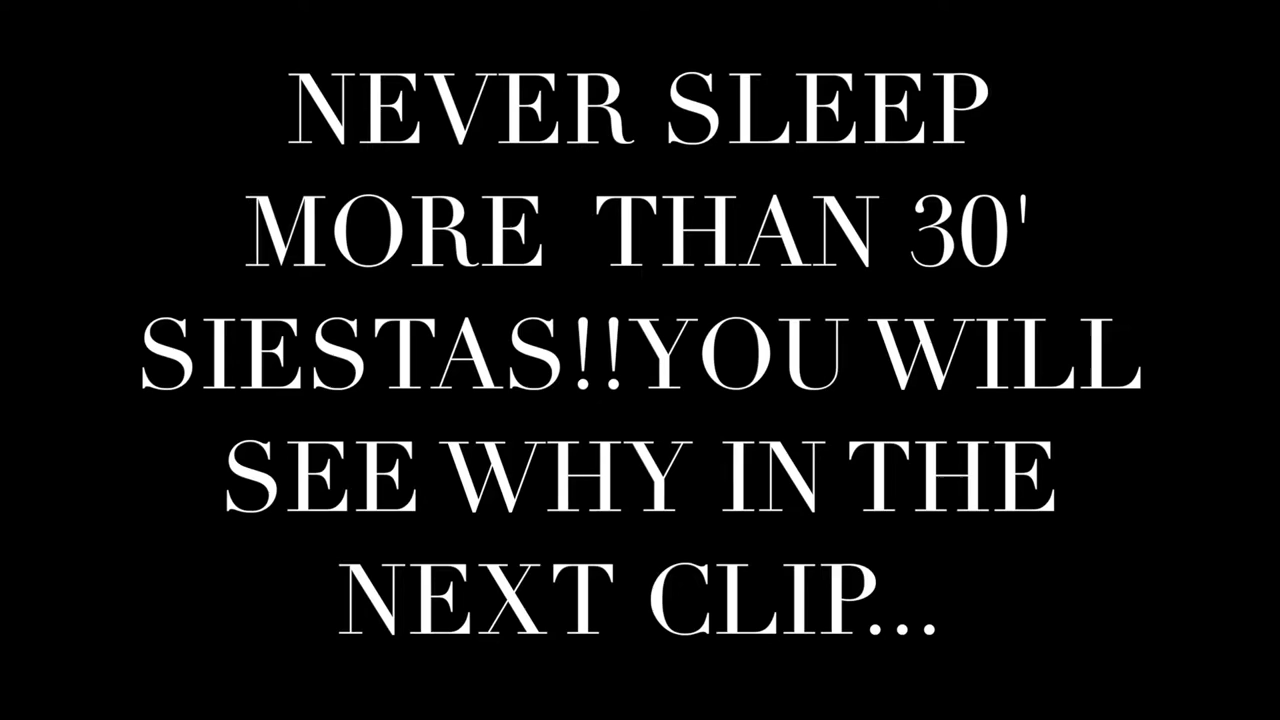 NEVER SLEEP
MORE THAN 30'
SIESTAS!!YOU WILL
SEE WHY IN THE
NEXT CLIP...